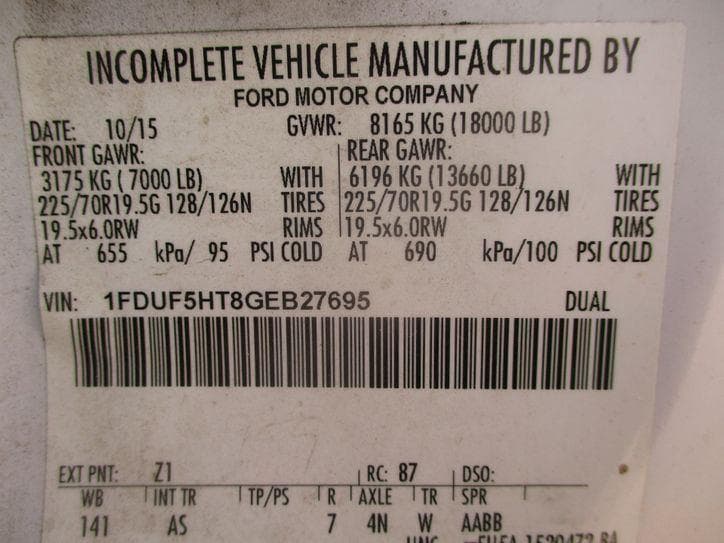 INCOMPLETE VEHICLE MANUFACTURED BY
FORD MOTOR COMPANY
DATE: 10/15 GVWR: 8165 KG (18000 LB)
FRONT GAWR: REAR GAWR:
3175 KG ( 7000 LB) WITH 6196 KG (13660 LB) WITH
225/70R19.5G 128/126N TIRES 225/70R19.5G 128/126N TIRES
19.5x6.0RW RIMS 19.5x6.0RW RIMS
AT 655 kPa/ 95 PSI COLD AT 690 kPa/100 PSI COLD
VIN: 1FDUF5HT8GEB27695 DUAL
EXT PNT: Z1 RC: 87 DSO:
WB INT TR TP/PS R AXLE TR SPR
141 AS 7 4N W AABB